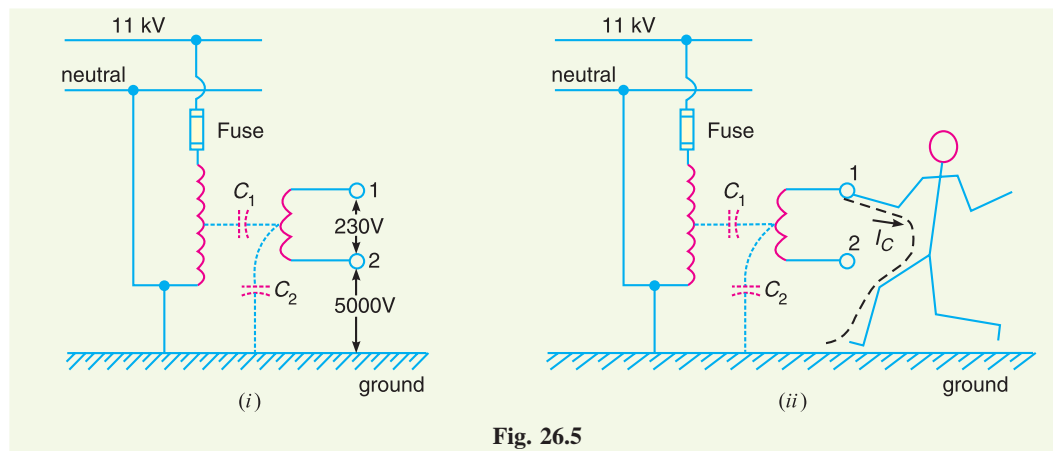 11 kV
neutral
Fuse
C1
1
230V
2
C2
5000V
ground
(i)
11 kV
neutral
Fuse
C1
1
IC
2
C2
ground
(ii)
Fig. 26.5